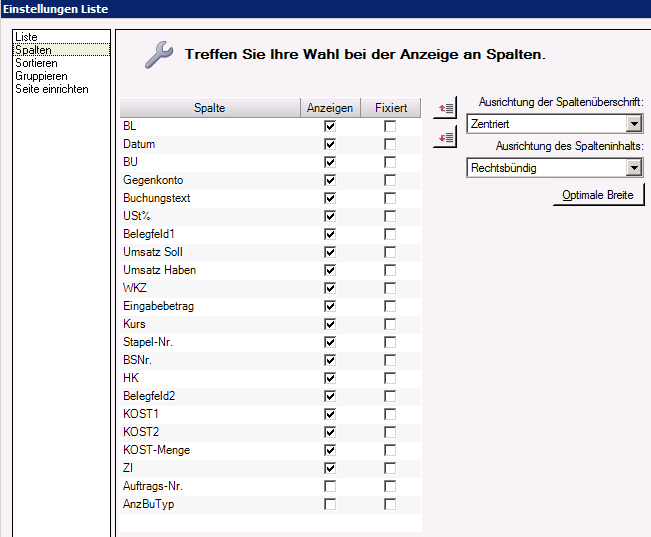 Einstellungen Liste
Liste
Spalten
Sortieren
Gruppieren
Seite einrichten
Treffen Sie Ihre Wahl bei der Anzeige an Spalten.
Spalte Anzeigen Fixiert
BL
Datum
BU
Gegenkonto
Buchungstext
USt%
Belegfeld1
Umsatz Soll
Umsatz Haben
WKZ
Eingabebetrag
Kurs
Stapel-Nr.
BSNr.
HK
Belegfeld2
KOST1
KOST2
KOST-Menge
ZI
Auftrags-Nr.
AnzBuTyp
Ausrichtung der Spaltenüberschrift:
Zentriert
Ausrichtung des Spalteninhalts:
Rechtsbündig
Optimale Breite